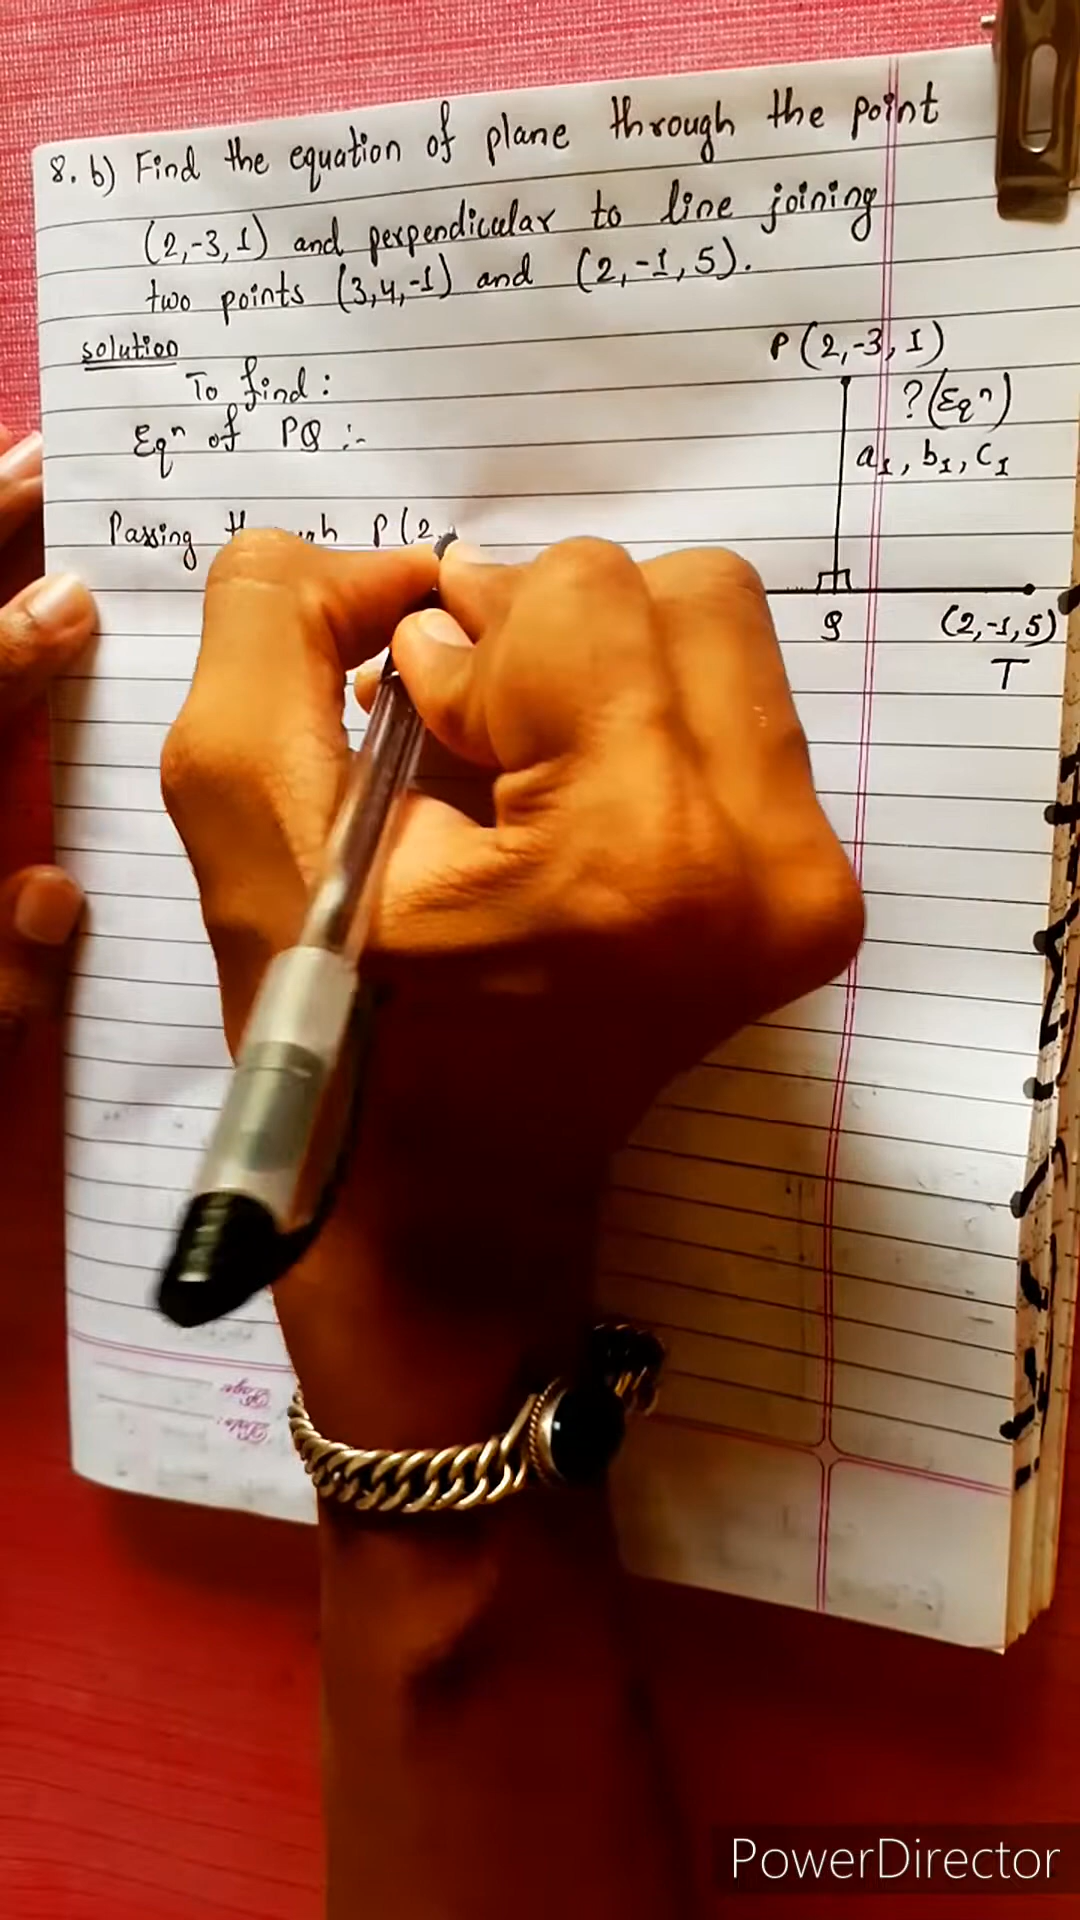 8. b) Find the equation of plane through the point
(2,-3,1) and perpendicular to line joining
two points (3,4,-1) and (2,-1,5).
solution
To find:
Eqⁿ of PQ :-
Passing P(2,
P(2,-3,1)
?(Eqⁿ)
a₁, b₁, c₁
Q
(2,-1,5)
T
PowerDirector